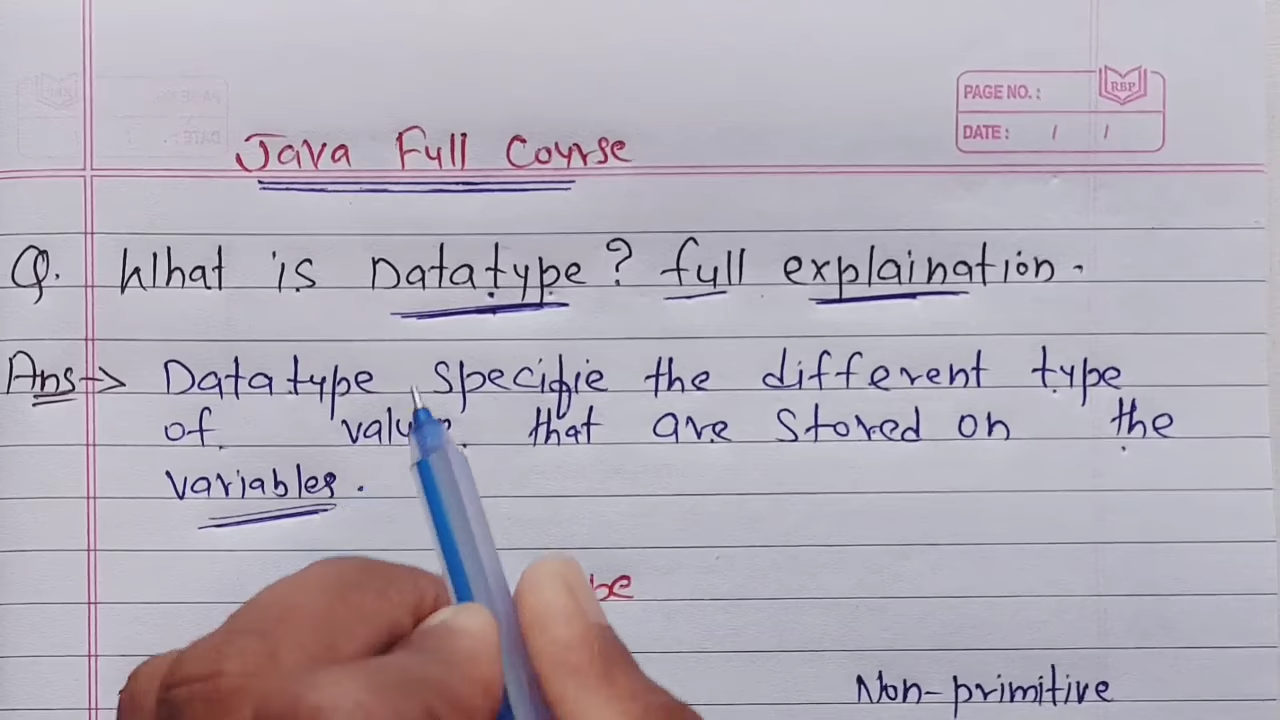 PAGE NO. :
RBP
DATE : / /
Java Full Course
Q. What is Datatype? full explaination.
Ans→ Datatype specifie the different type
of that are stored on the
variables.
Non-primitive